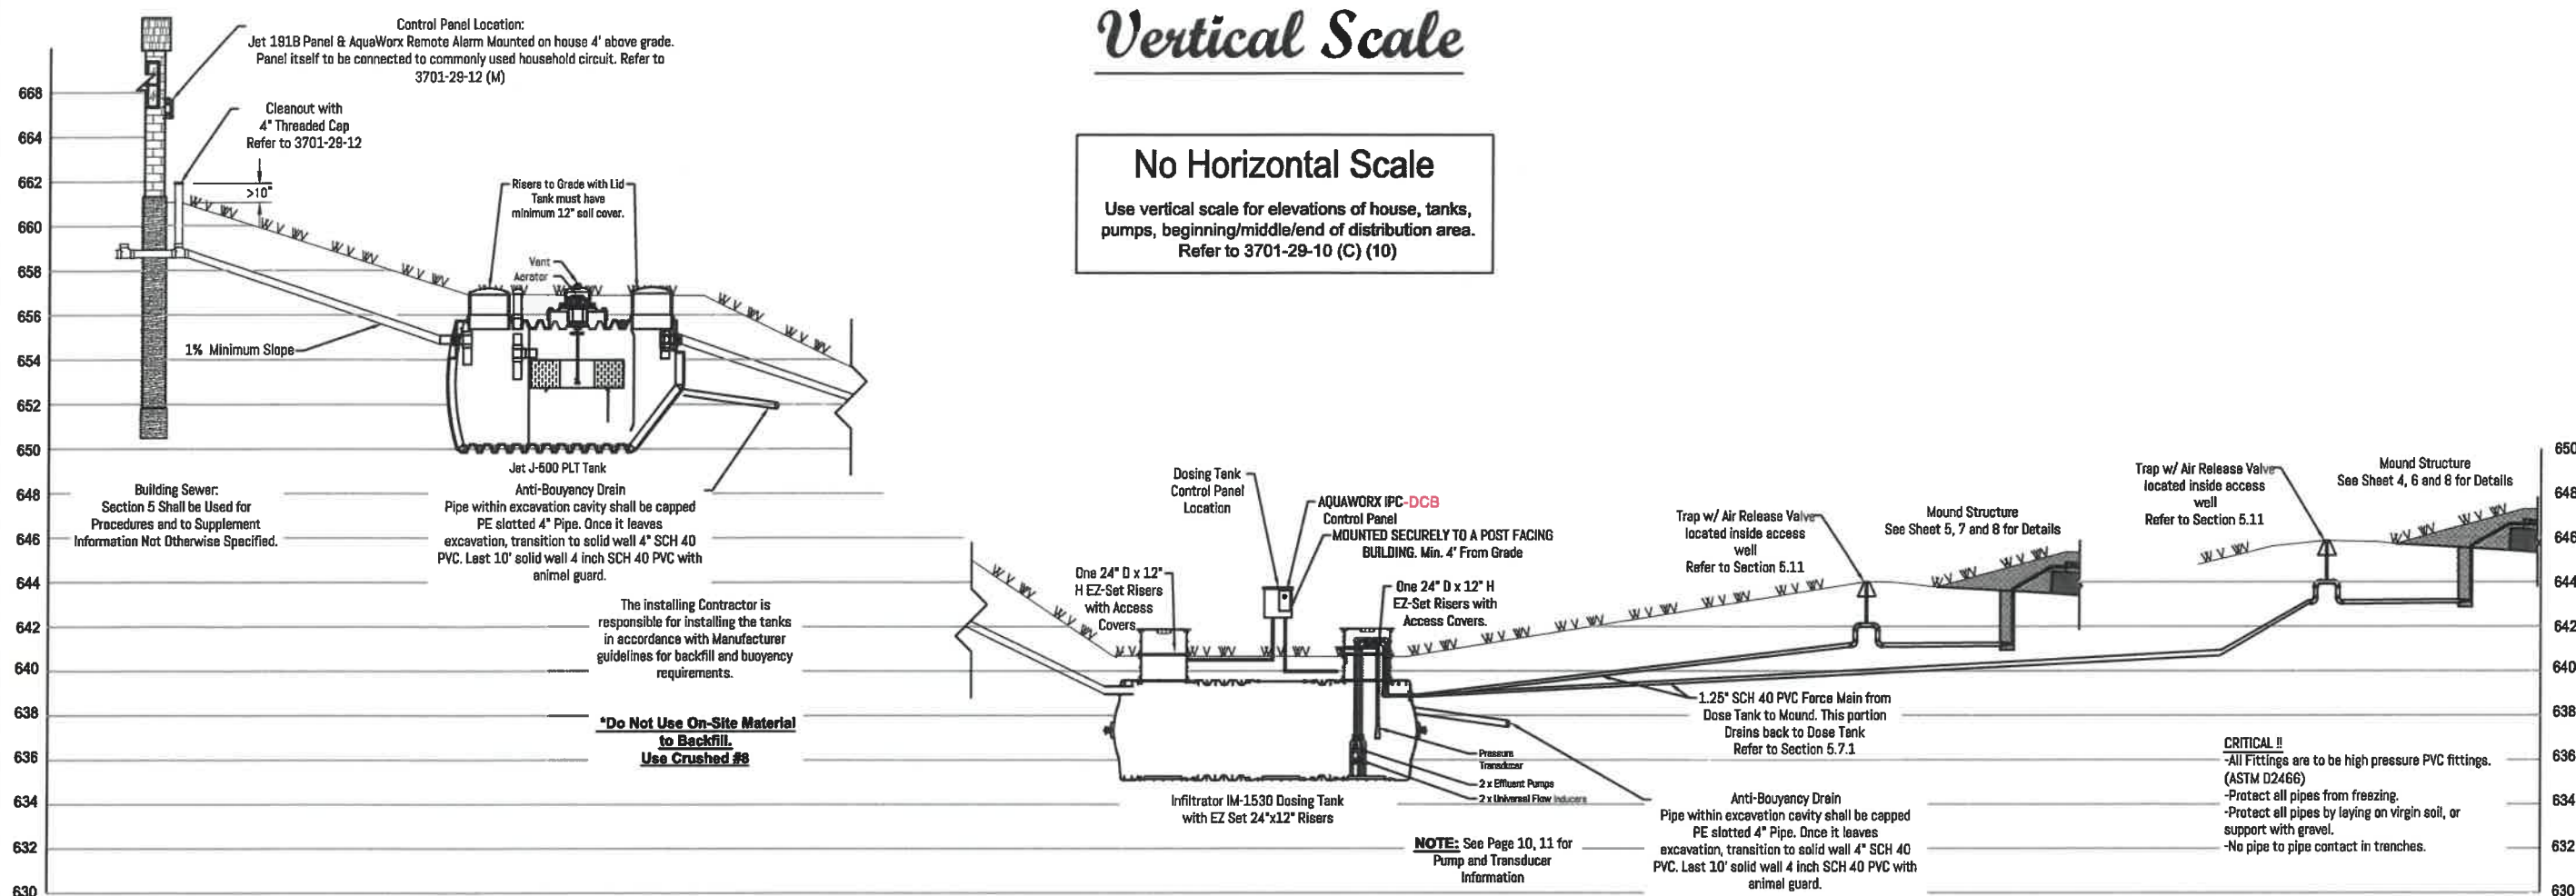 Vertical Scale
Control Panel Location:
Jet 191B Panel & AquaWorx Remote Alarm Mounted on house 4' above grade.
Panel itself to be connected to commonly used household circuit. Refer to
3701-29-12 (M)
Cleanout with
4" Threaded Cap
Refer to 3701-29-12
>10"
Risers to Grade with Lid
Tank must have
minimum 12" soil cover.
Vent
Aerator
1% Minimum Slope
No Horizontal Scale
Use vertical scale for elevations of house, tanks,
pumps, beginning/middle/end of distribution area.
Refer to 3701-29-10 (C) (10)
668
664
662
660
658
656
654
652
650
648
646
644
642
640
638
636
634
632
630
Jet J-500 PLT Tank
Building Sewer:
Section 5 Shall be Used for
Procedures and to Supplement
Information Not Otherwise Specified.
Anti-Bouyancy Drain
Pipe within excavation cavity shall be capped
PE slotted 4" Pipe. Once it leaves
excavation, transition to solid wall 4" SCH 40
PVC. Last 10' solid wall 4 inch SCH 40 PVC with
animal guard.
The installing Contractor is
responsible for installing the tanks
in accordance with Manufacturer
guidelines for backfill and buoyancy
requirements.
*Do Not Use On-Site Material
to Backfill.
Use Crushed #8
Dosing Tank
Control Panel
Location
AQUAWORX IPC-DCB
Control Panel
MOUNTED SECURELY TO A POST FACING
BUILDING. Min. 4' From Grade
One 24" D x 12"
H EZ-Set Risers
with Access
Covers
One 24" D x 12" H
EZ-Set Risers with
Access Covers.
Trap w/ Air Release Valve
located inside access
well
Refer to Section 5.11
Mound Structure
See Sheet 5, 7 and 8 for Details
Trap w/ Air Release Valve
located inside access
well
Refer to Section 5.11
Mound Structure
See Sheet 4, 6 and 8 for Details
1.25" SCH 40 PVC Force Main from
Dose Tank to Mound. This portion
Drains back to Dose Tank
Refer to Section 5.7.1
Pressure
Transducer
2 x Effluent Pumps
2 x Universal Flow Inducers
Infiltrator IM-1530 Dosing Tank
with EZ Set 24"x12" Risers
NOTE: See Page 10, 11 for
Pump and Transducer
Information
Anti-Bouyancy Drain
Pipe within excavation cavity shall be capped
PE slotted 4" Pipe. Once it leaves
excavation, transition to solid wall 4" SCH 40
PVC. Last 10' solid wall 4 inch SCH 40 PVC with
animal guard.
CRITICAL !!
-All Fittings are to be high pressure PVC fittings.
(ASTM D2466)
-Protect all pipes from freezing.
-Protect all pipes by laying on virgin soil, or
support with gravel.
-No pipe to pipe contact in trenches.
650
648
646
644
642
640
638
636
634
632
630